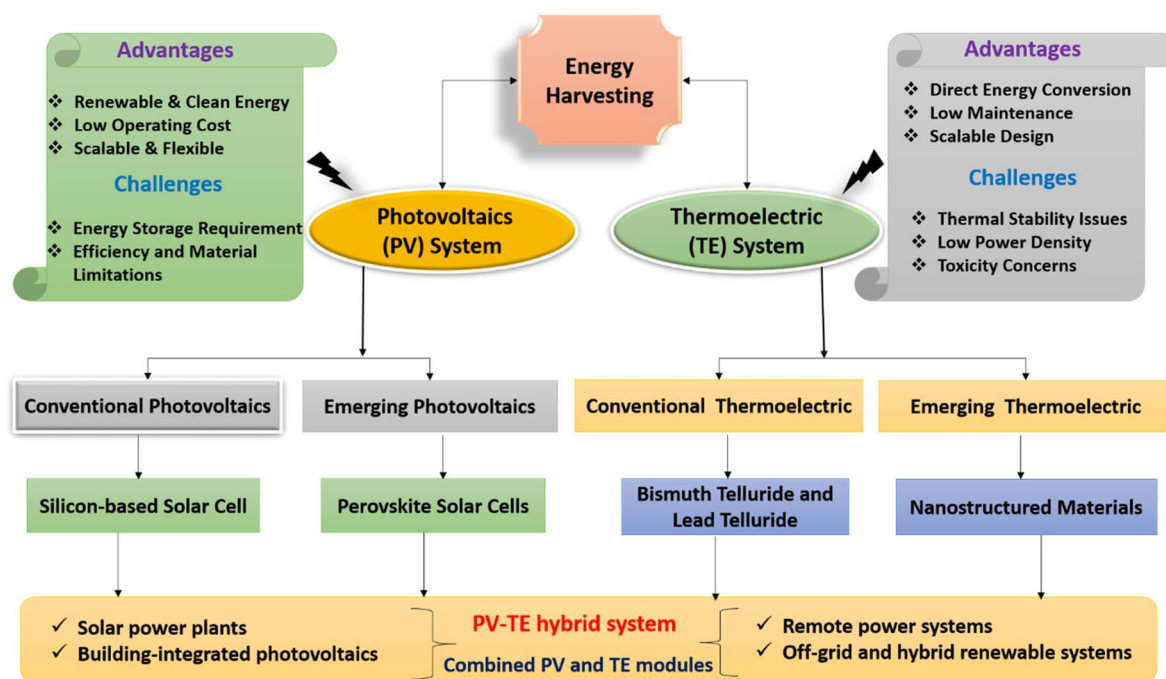 Energy
Harvesting
Advantages
❖ Renewable & Clean Energy
❖ Low Operating Cost
❖ Scalable & Flexible
Challenges
❖ Energy Storage Requirement
❖ Efficiency and Material
Limitations
Advantages
❖ Direct Energy Conversion
❖ Low Maintenance
❖ Scalable Design
Challenges
❖ Thermal Stability Issues
❖ Low Power Density
❖ Toxicity Concerns
Photovoltaics
(PV) System
Thermoelectric
(TE) System
Conventional Photovoltaics
Emerging Photovoltaics
Conventional Thermoelectric
Emerging Thermoelectric
Silicon-based Solar Cell
Perovskite Solar Cells
Bismuth Telluride and
Lead Telluride
Nanostructured Materials
✓ Solar power plants
✓ Building-integrated photovoltaics
PV-TE hybrid system
Combined PV and TE modules
✓ Remote power systems
✓ Off-grid and hybrid renewable systems